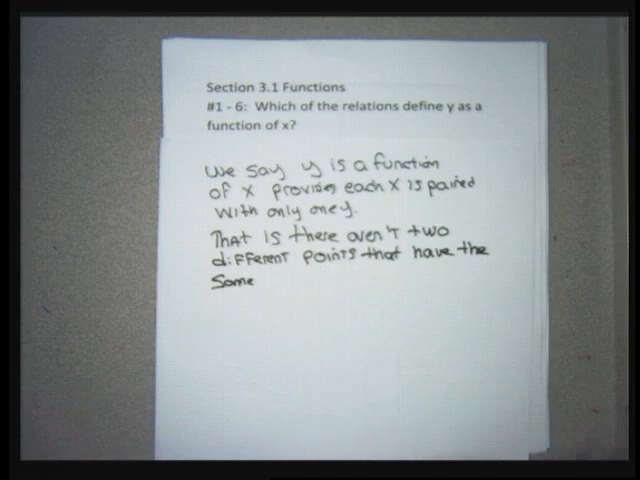 Section 3.1 Functions
#1 - 6: Which of the relations define y as a
function of x?
We say y is a function
of x provides each x is paired
with only one y.
That is there aren't two
different points that have the
same